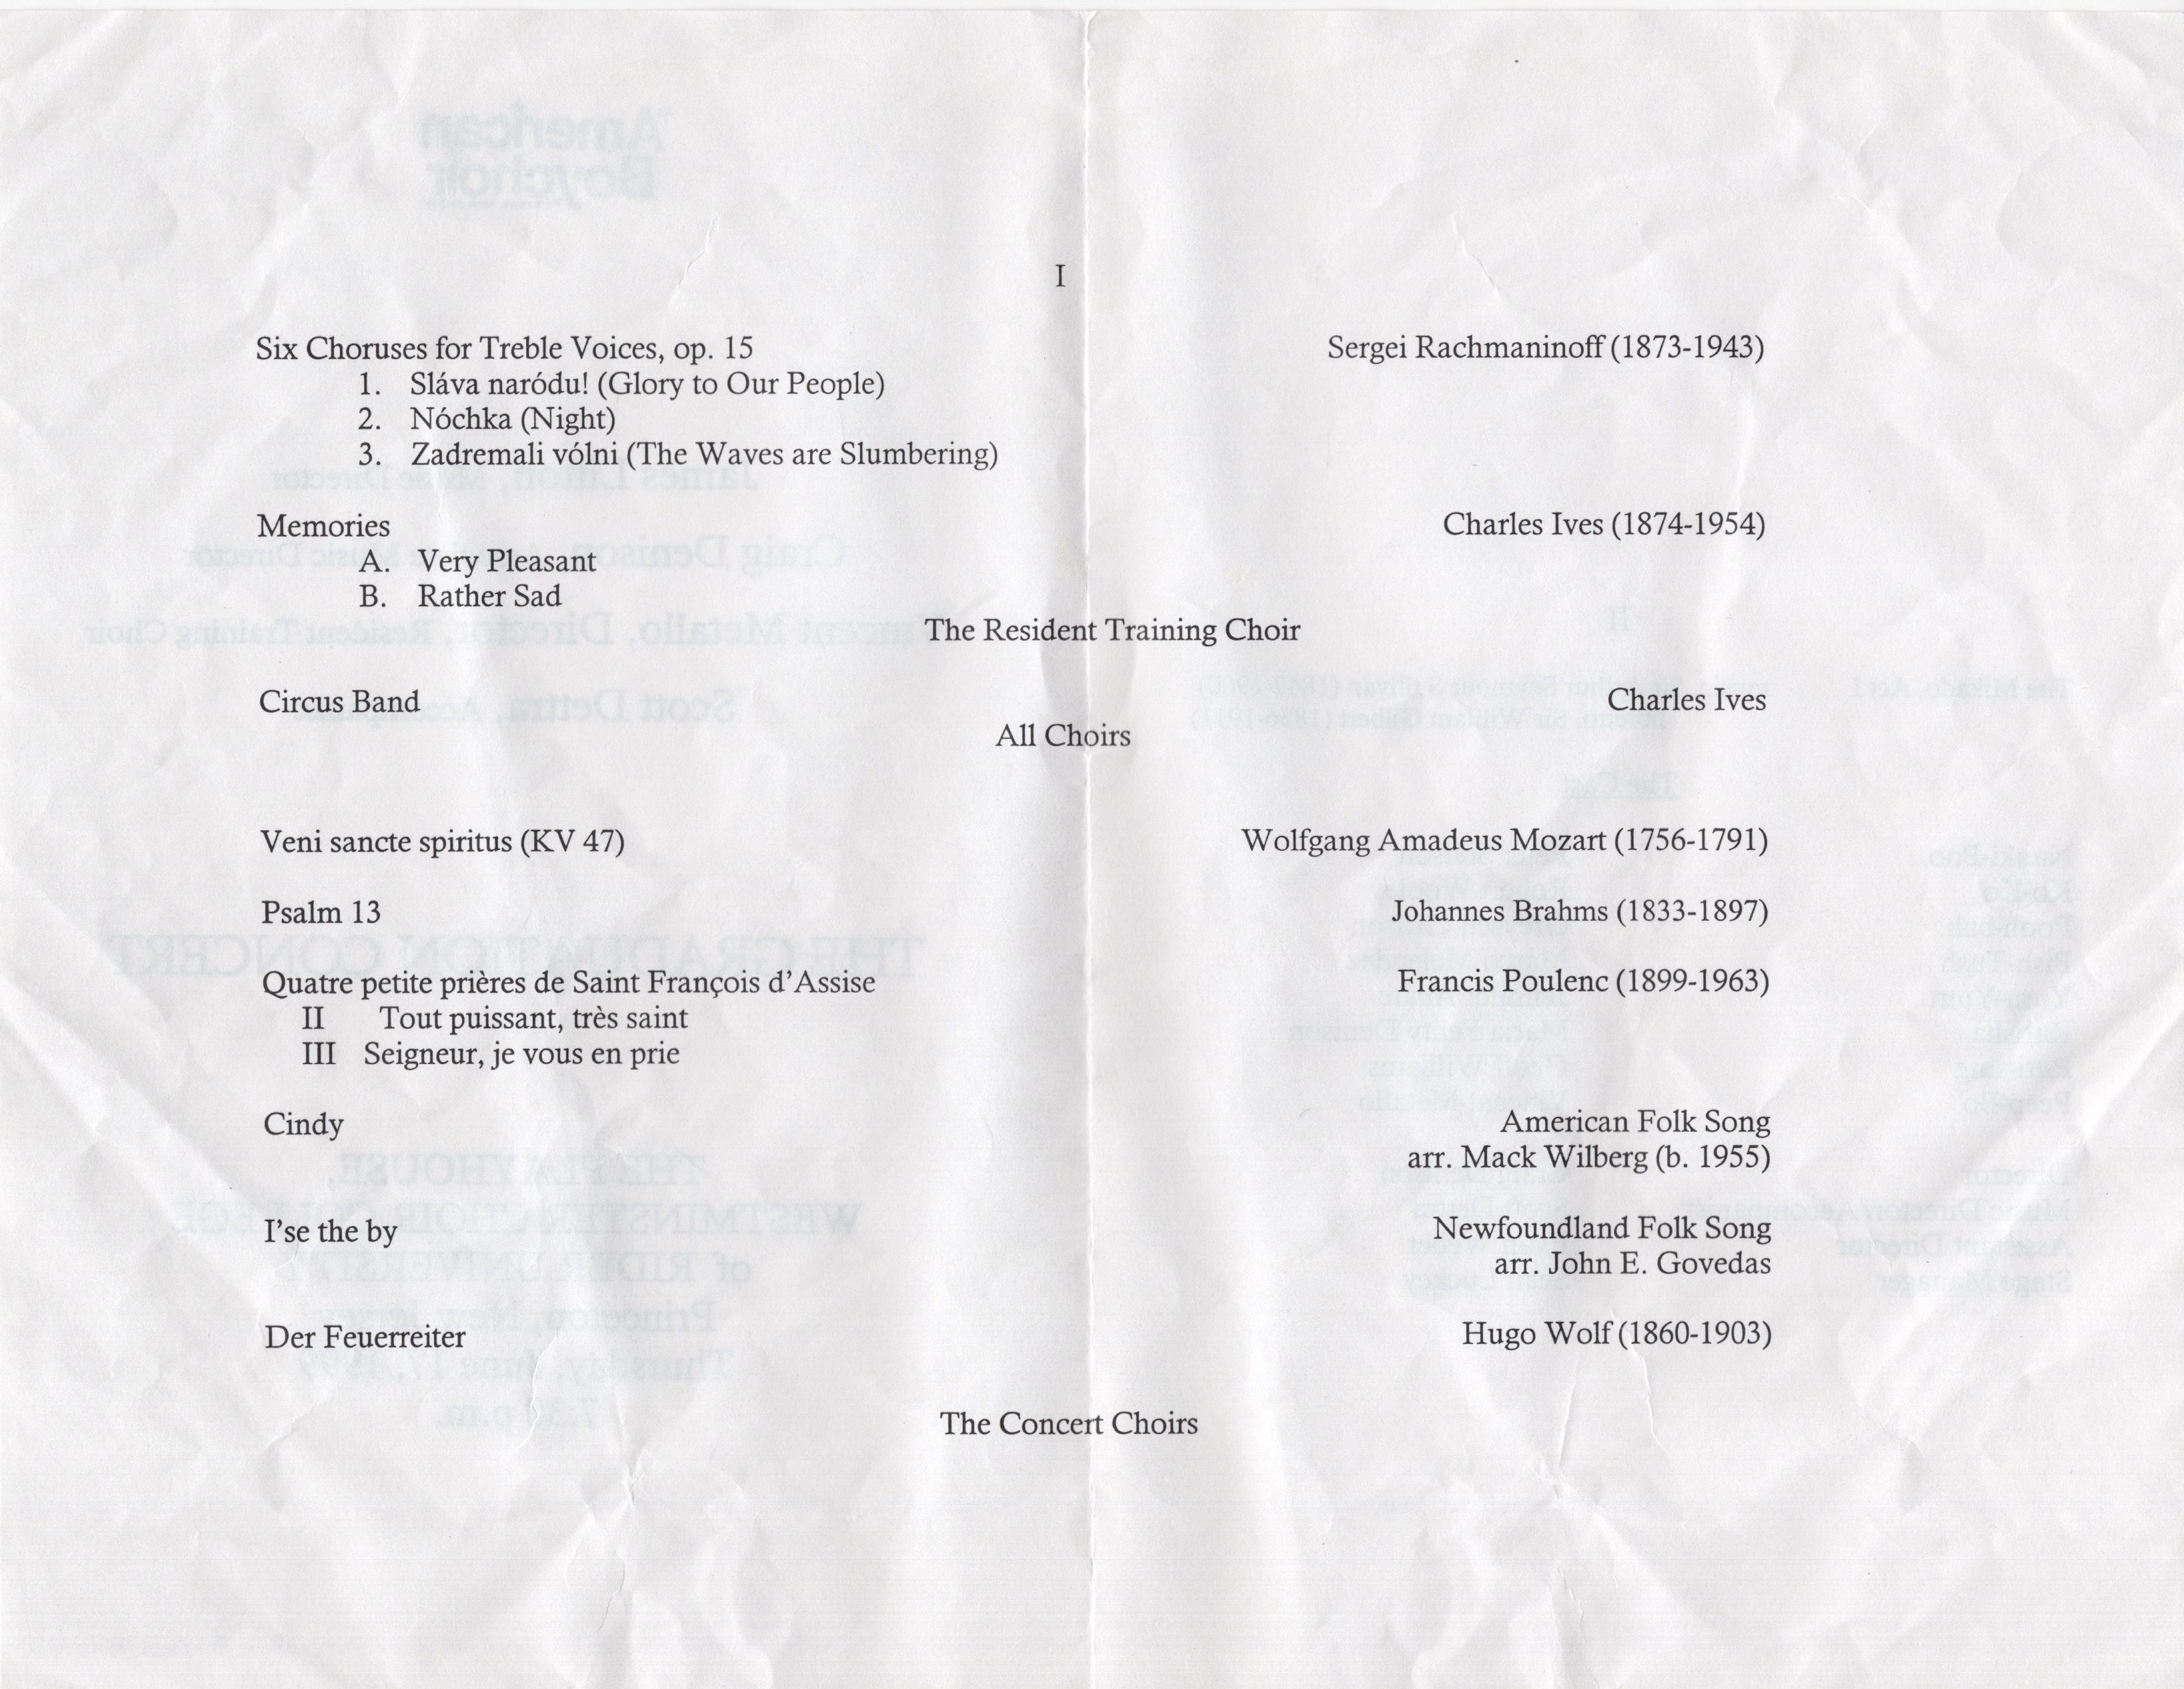 I
Six Choruses for Treble Voices, op. 15 Sergei Rachmaninoff (1873-1943)
1. Sláva naródu! (Glory to Our People)
2. Nóchka (Night)
3. Zadremali vólni (The Waves are Slumbering)
Memories Charles Ives (1874-1954)
A. Very Pleasant
B. Rather Sad
The Resident Training Choir
Circus Band Charles Ives
All Choirs
Veni sancte spiritus (KV 47) Wolfgang Amadeus Mozart (1756-1791)
Psalm 13 Johannes Brahms (1833-1897)
Quatre petite prières de Saint François d'Assise Francis Poulenc (1899-1963)
II Tout puissant, très saint
III Seigneur, je vous en prie
Cindy American Folk Song
arr. Mack Wilberg (b. 1955)
I'se the by Newfoundland Folk Song
arr. John E. Govedas
Der Feuerreiter Hugo Wolf (1860-1903)
The Concert Choirs